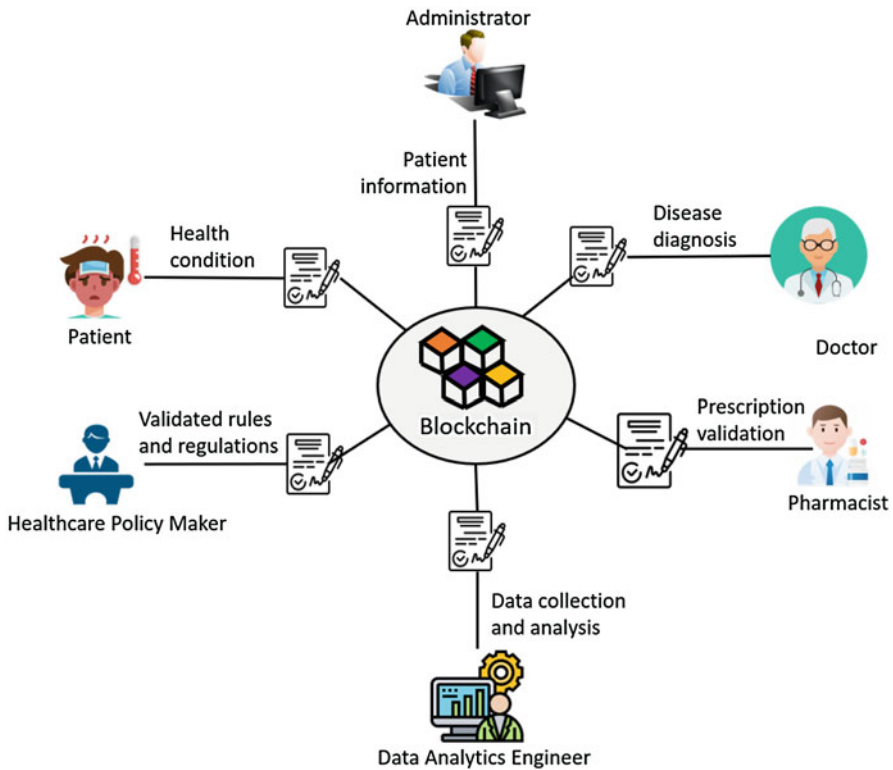 Administrator
Patient
information
Health
condition
Disease
diagnosis
Patient
Doctor
Blockchain
Validated rules
and regulations
Prescription
validation
Healthcare Policy Maker
Pharmacist
Data collection
and analysis
Data Analytics Engineer